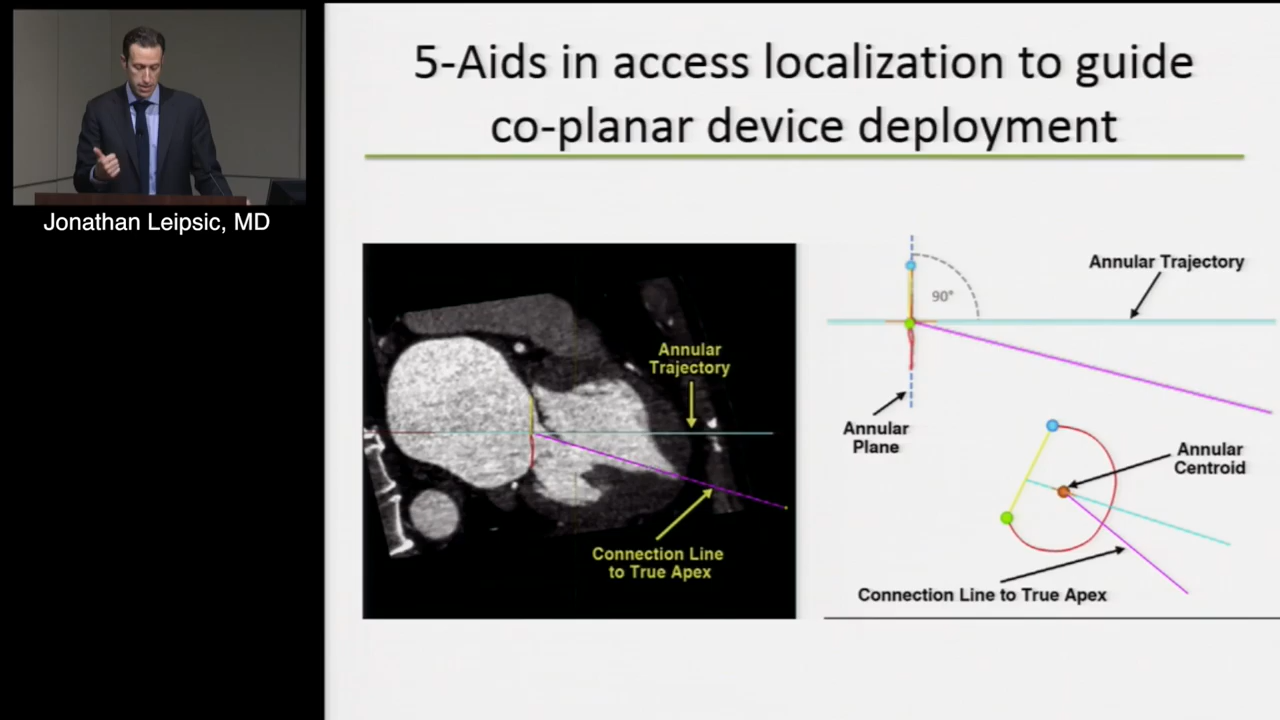 5-Aids in access localization to guide
co-planar device deployment
Jonathan Leipsic, MD
Annular
Trajectory
Connection Line
to True Apex
Annular Trajectory
90°
Annular
Plane
Annular
Centroid
Connection Line to True Apex